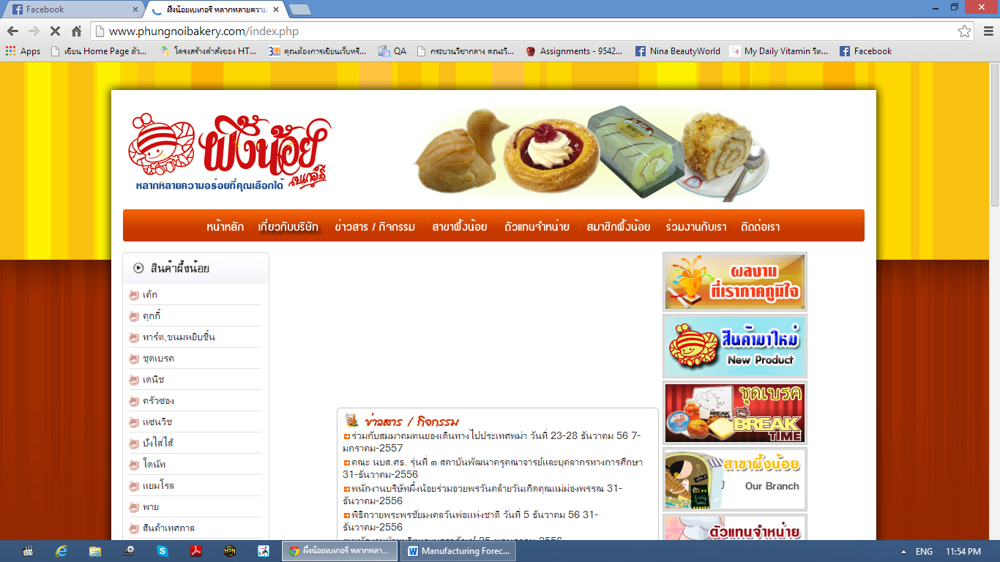 Facebook
ผึ้งน้อยเบเกอรี่ หลากหลายความ
www.phungnoibakery.com/index.php
Apps
เขียน Home Page ด้ว...
โครงสร้างคำสั่งของ HT...
คุณต้องการเขียนเว็บหรื...
QA
กระบวนวิชากลาง คณะวิ...
Assignments - 9542...
Nina BeautyWorld
My Daily Vitamin วิต...
Facebook
ผึ้งน้อย
เบเกอรี่
หลากหลายความอร่อยที่คุณเลือกได้
หน้าหลัก
เกี่ยวกับบริษัท
ข่าวสาร / กิจกรรม
สาขาผึ้งน้อย
ตัวแทนจำหน่าย
สมาชิกผึ้งน้อย
ร่วมงานกับเรา
ติดต่อเรา
สินค้าผึ้งน้อย
เค้ก
คุกกี้
ทาร์ต,ขนมหยิบชิ้น
ชุดเบรค
เดนิช
ครัวซอง
แซนวิช
ปังใส่ไส้
โดนัท
แยมโรล
พาย
สินค้าเทศกาล
ข่าวสาร / กิจกรรม
ร่วมกับสมมาคมฅนยองเดินทางไปประเทศพม่า วันที่ 23-28 ธันวาคม 56 7-
มกราคม-2557
คณะ นบส.ศธ. รุ่นที่ ๓ สถาบันพัฒนาครุคณาจารย์และบุคลากรทางการศึกษา
31-ธันวาคม-2556
พนักงานบริษัทผึ้งน้อยร่วมอวยพรวันคล้ายวันเกิดคุณแม่ผ่องพรรณ 31-
ธันวาคม-2556
พิธิถวายพระพรชัยมงคลวันพ่อแห่งชาติ วันที่ 5 ธันวาคม 56 31-
ธันวาคม-2556
ผลงาน
ที่เราภาคภูมิใจ
สินค้ามาใหม่
New Product
ชุดเบรค
BREAK
BREAK
TIME
สาขาผึ้งน้อย
Our Branch
ตัวแทนจำหน่าย
ผึ้งน้อยเบเกอรี่ หลากหลา...
Manufacturing Forec...
ENG
11:54 PM